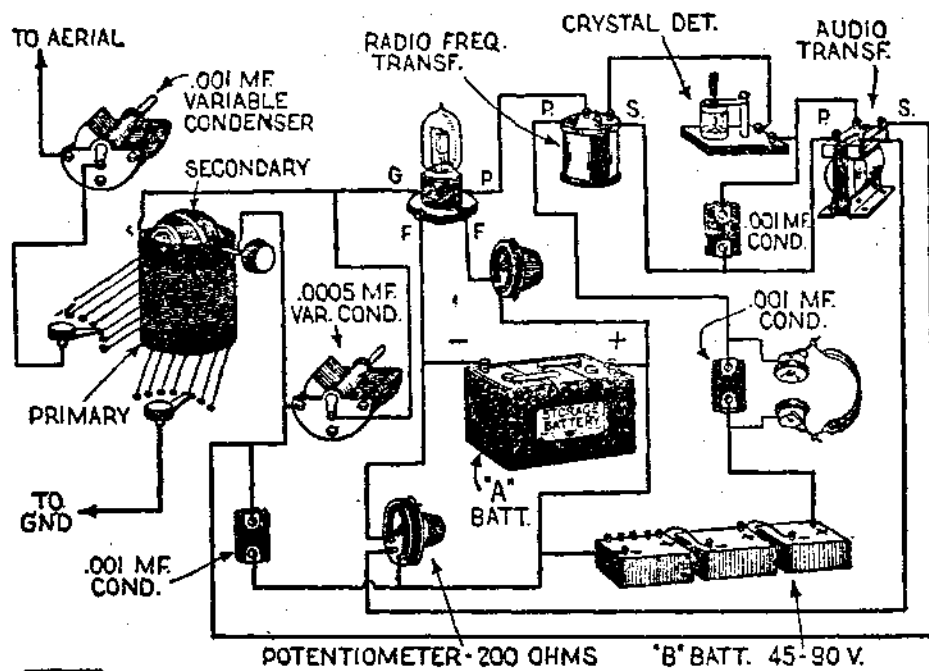 TO AERIAL
.001 MF.
VARIABLE
CONDENSER
SECONDARY
RADIO FREQ.
TRANSF.
CRYSTAL DET.
AUDIO
TRANSF.
P.
S.
P.
S.
G
P
F
F
.001 MF.
COND.
.0005 MF.
VAR. COND.
.001 MF.
COND.
-
+
STORAGE
BATTERY
PRIMARY
"A"
BATT.
TO
GND
.001 MF.
COND.
POTENTIOMETER-200 OHMS
"B" BATT. 45-90 V.